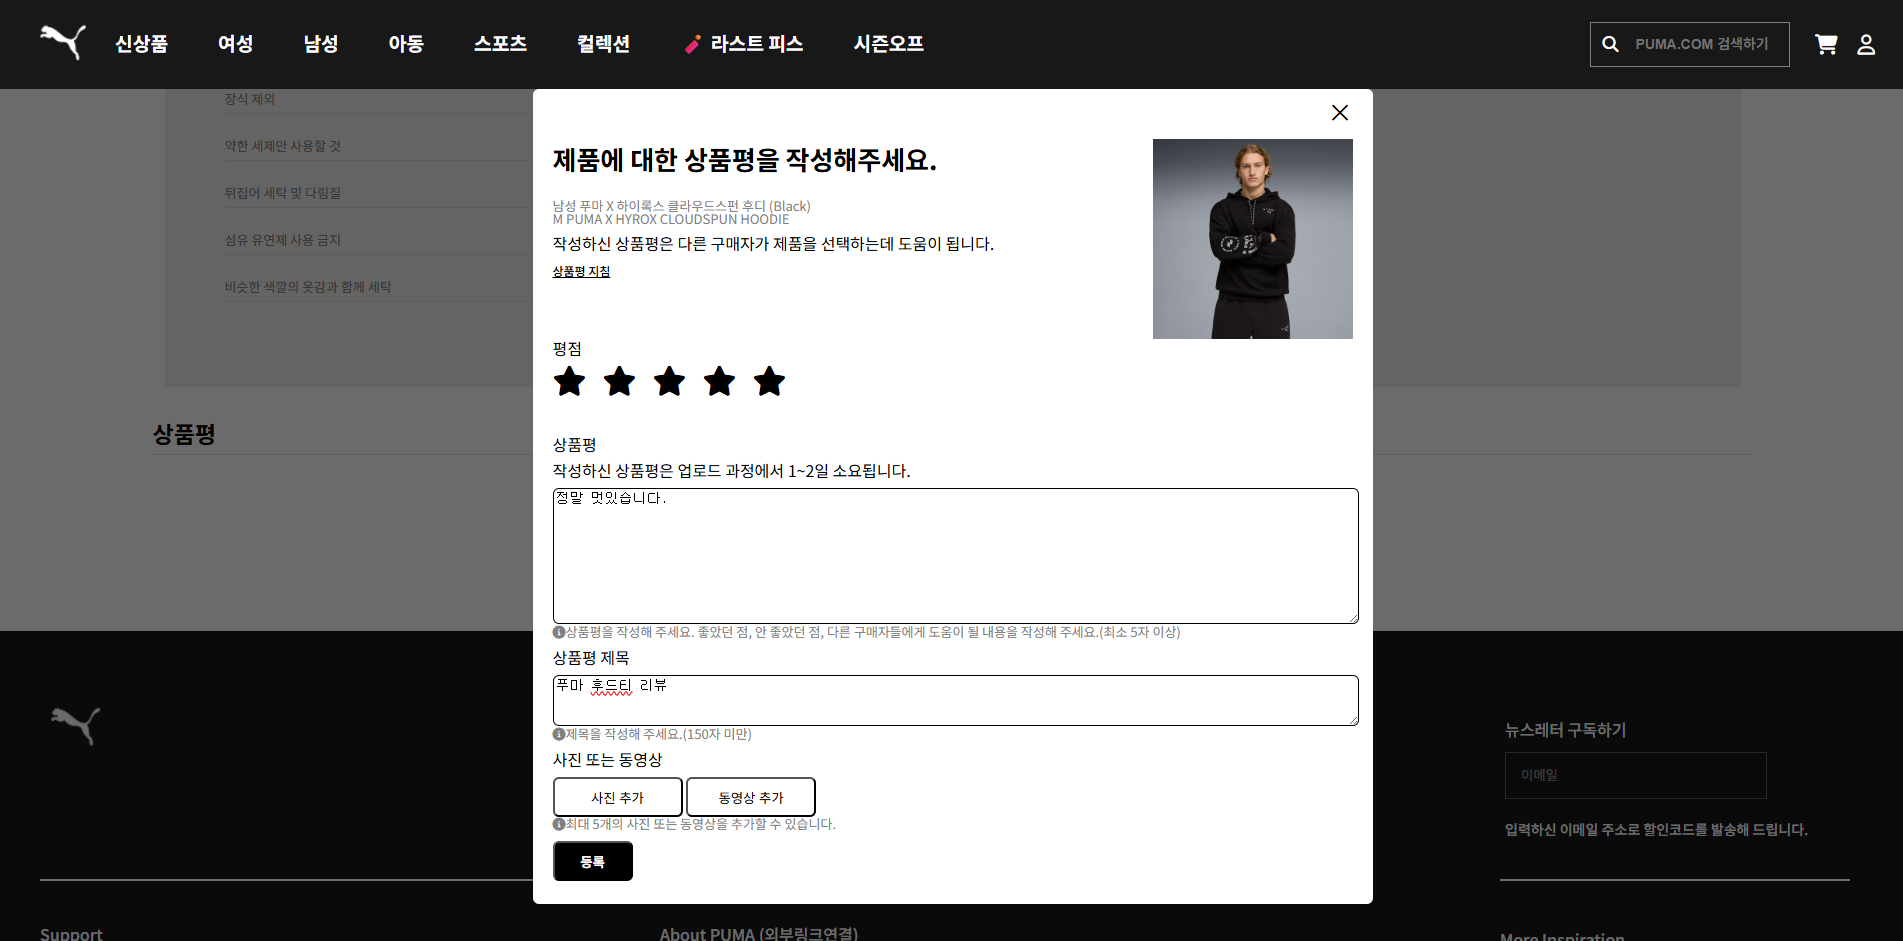 신상품 여성 남성 아동 스포츠 컬렉션 라스트 피스 시즌오프 PUMA.COM 검색하기
장식 제외
약한 세제만 사용할 것
뒤집어 세탁 및 다림질
섬유 유연제 사용 금지
비슷한 색깔의 옷감과 함께 세탁
상품평
제품에 대한 상품평을 작성해주세요.
남성 푸마 X 하이록스 클라우드스펀 후디 (Black)
M PUMA X HYROX CLOUDSPUN HOODIE
작성하신 상품평은 다른 구매자가 제품을 선택하는데 도움이 됩니다.
상품평 지침
평점
상품평
작성하신 상품평은 업로드 과정에서 1~2일 소요됩니다.
정말 멋있습니다.
상품평을 작성해 주세요. 좋았던 점, 안 좋았던 점, 다른 구매자들에게 도움이 될 내용을 작성해 주세요.(최소 5자 이상)
상품평 제목
푸마 후드티 리뷰
제목을 작성해 주세요.(150자 미만)
사진 또는 동영상
사진 추가 동영상 추가
최대 5개의 사진 또는 동영상을 추가할 수 있습니다.
등록
뉴스레터 구독하기
이메일
입력하신 이메일 주소로 할인코드를 발송해 드립니다.
Support
About PUMA (외부링크연결)
More Inspiration